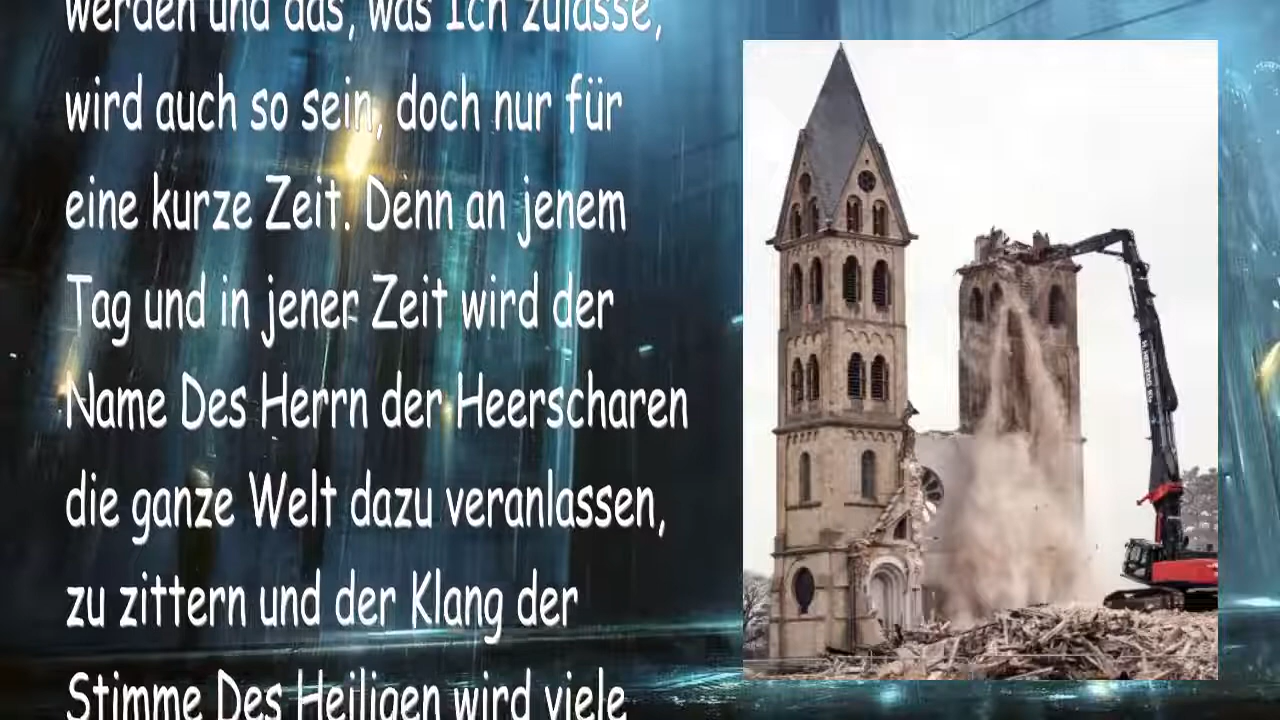 werden und das, was Ich zulasse,
wird auch so sein, doch nur für
eine kurze Zeit. Denn an jenem
Tag und in jener Zeit wird der
Name Des Herrn der Heerscharen
die ganze Welt dazu veranlassen,
zu zittern und der Klang der
Stimme Des Heiligen wird viele